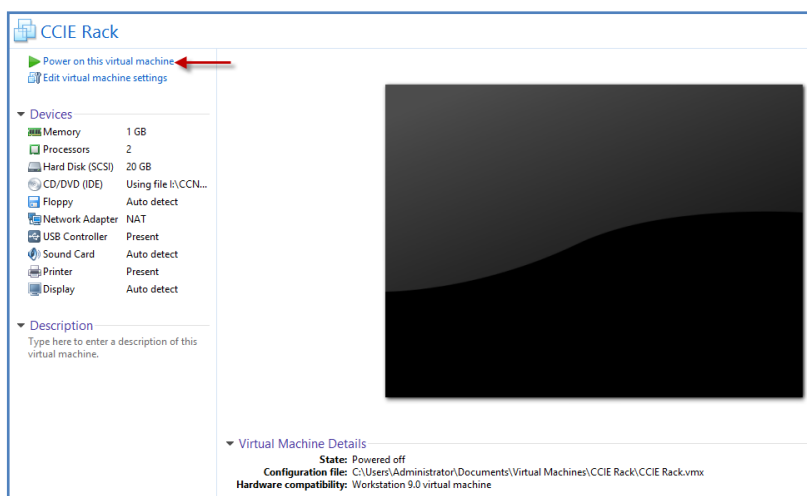 CCIE Rack
Power on this virtual machine
Edit virtual machine settings
Devices
Memory 1 GB
Processors 2
Hard Disk (SCSI) 20 GB
CD/DVD (IDE) Using file I:\CCN...
Floppy Auto detect
Network Adapter NAT
USB Controller Present
Sound Card Auto detect
Printer Present
Display Auto detect
Description
Type here to enter a description of this
virtual machine.
Virtual Machine Details
State: Powered off
Configuration file: C:\Users\Administrator\Documents\Virtual Machines\CCIE Rack\CCIE Rack.vmx
Hardware compatibility: Workstation 9.0 virtual machine